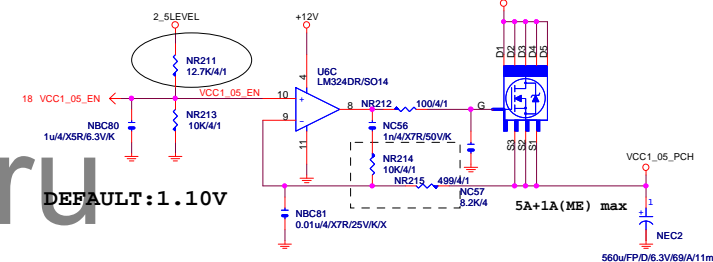 2_5LEVEL
+12V
D1
D2
D3
D4
D5
NR211
12.7K/4/1
U6C
LM324DR/SO14
4
18 VCC1_05_EN
VCC1_05_EN
10
+
8
NR212
100/4/1
G
9
-
11
NR213
10K/4/1
NBC80
1u/4/X5R/6.3V/K
NC56
1n/4/X7R/50V/K
S3
S2
S1
NR214
10K/4/1
VCC1_05_PCH
NR215
499/4/1
NC57
8.2K/4
ru
DEFAULT:1.10V
5A+1A(ME) max
1
NBC81
0.01u/4/X7R/25V/K/X
NEC2
560u/FP/D/6.3V/69/A/11m